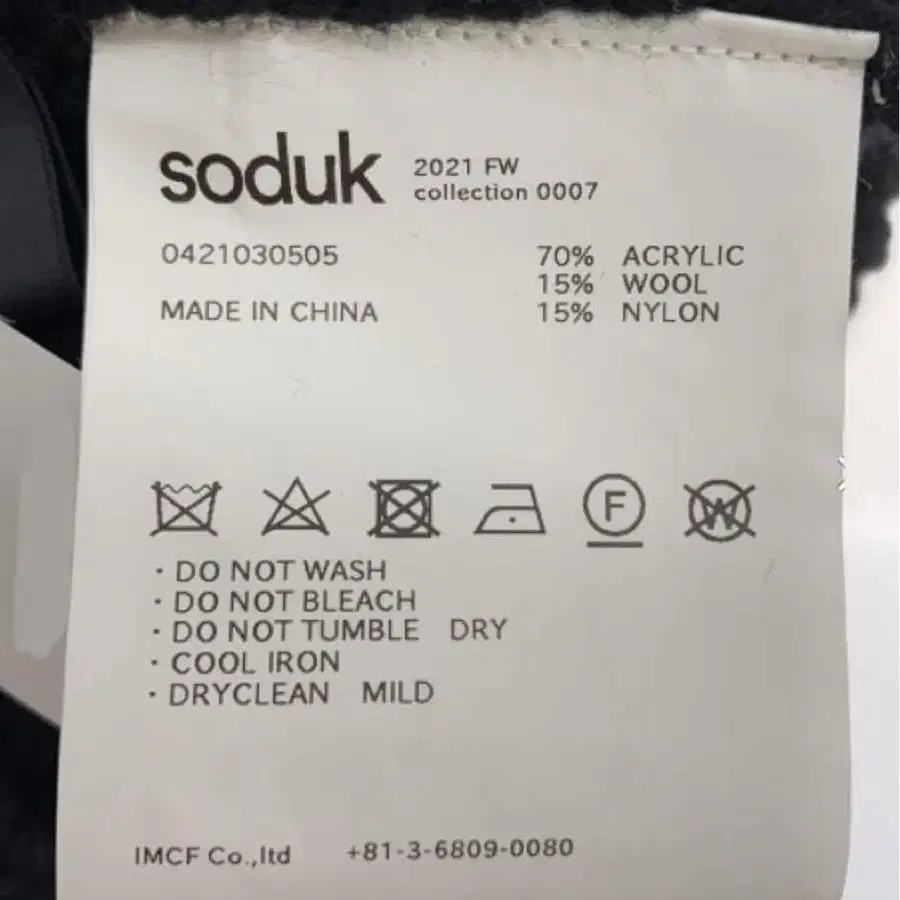 soduk
2021 FW
collection 0007
0421030505
70% ACRYLIC
15% WOOL
MADE IN CHINA
15% NYLON
F
W
· DO NOT WASH
· DO NOT BLEACH
· DO NOT TUMBLE DRY
· COOL IRON
· DRYCLEAN MILD
IMCF Co.,ltd +81-3-6809-0080